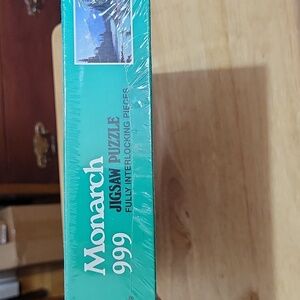 Monarch
999
JIGSAW PUZZLE
FULLY INTERLOCKING PIECES